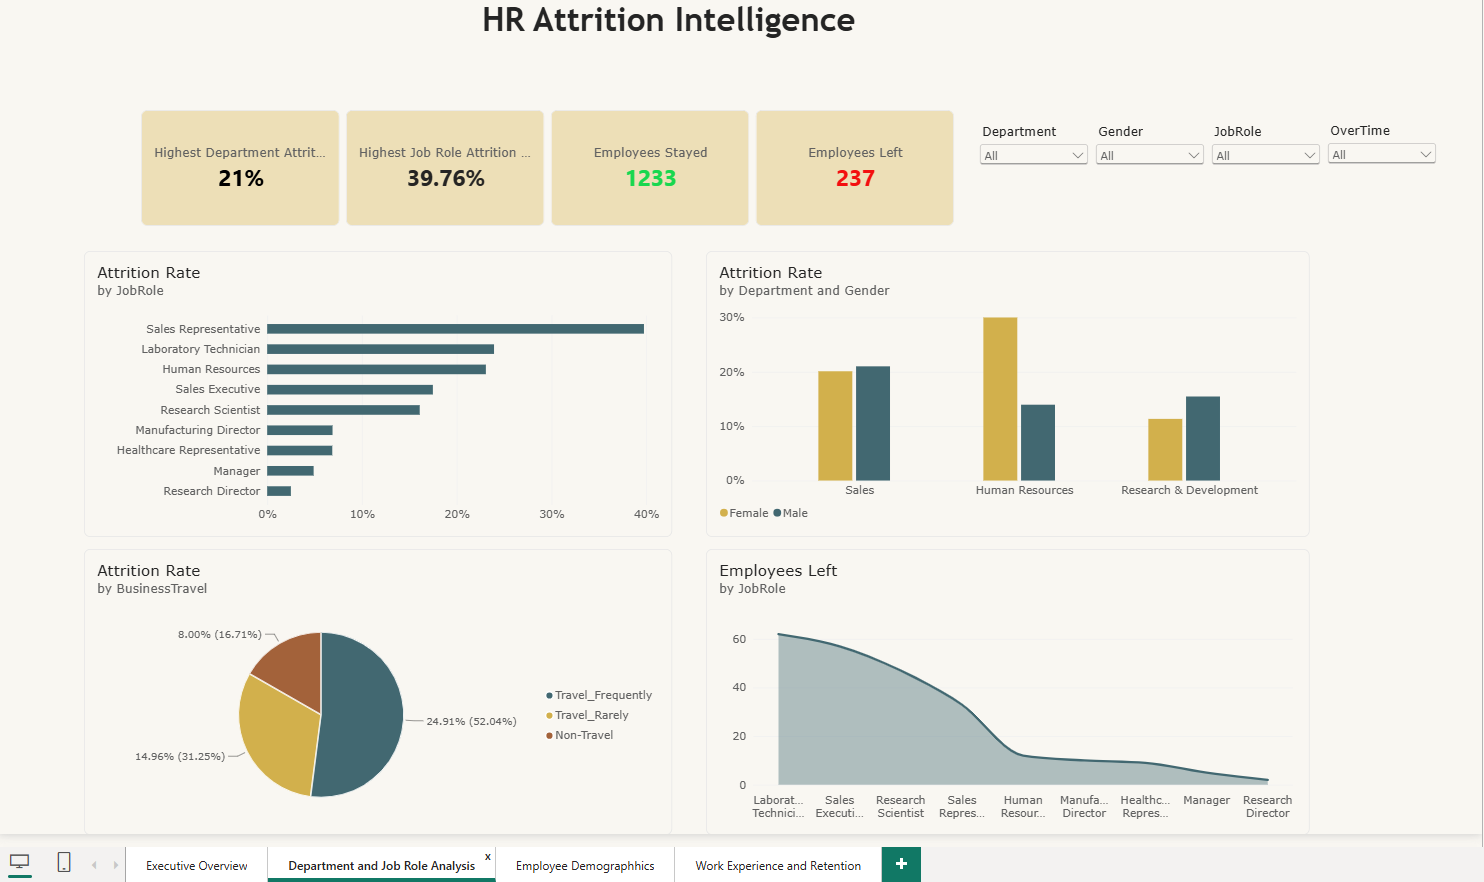 HR Attrition Intelligence
Highest Department Attrit...
21%
Highest Job Role Attrition ...
39.76%
Employees Stayed
1233
Employees Left
237
Department
All
Gender
All
JobRole
All
OverTime
All
Attrition Rate
by JobRole
Sales Representative
Laboratory Technician
Human Resources
Sales Executive
Research Scientist
Manufacturing Director
Healthcare Representative
Manager
Research Director
0% 10% 20% 30% 40%
Attrition Rate
by Department and Gender
30%
20%
10%
0%
Sales Human Resources Research & Development
Female Male
Attrition Rate
by BusinessTravel
8.00% (16.71%)
24.91% (52.04%)
14.96% (31.25%)
Travel_Frequently
Travel_Rarely
Non-Travel
Employees Left
by JobRole
60
40
20
0
Laborat... Sales Research Sales Human Manufa... Healthc... Manager Research
Technici... Executi... Scientist Repres... Resour... Director Repres... Director
Executive Overview
Department and Job Role Analysis
x
Employee Demographhics
Work Experience and Retention
+